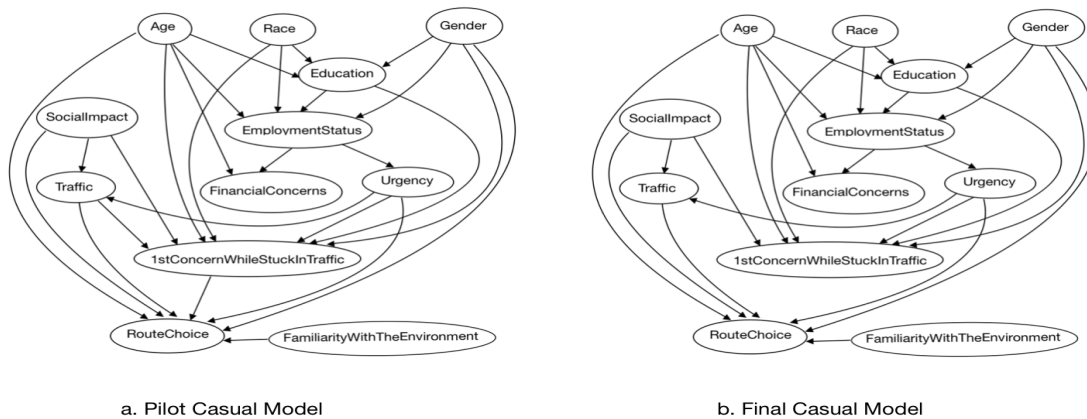 Age
Race
Gender
Education
SocialImpact
EmploymentStatus
Traffic
FinancialConcerns
Urgency
1stConcernWhileStuckInTraffic
RouteChoice
FamiliarityWithTheEnvironment
a. Pilot Casual Model
Age
Race
Gender
Education
SocialImpact
EmploymentStatus
Traffic
FinancialConcerns
Urgency
1stConcernWhileStuckInTraffic
RouteChoice
FamiliarityWithTheEnvironment
b. Final Casual Model